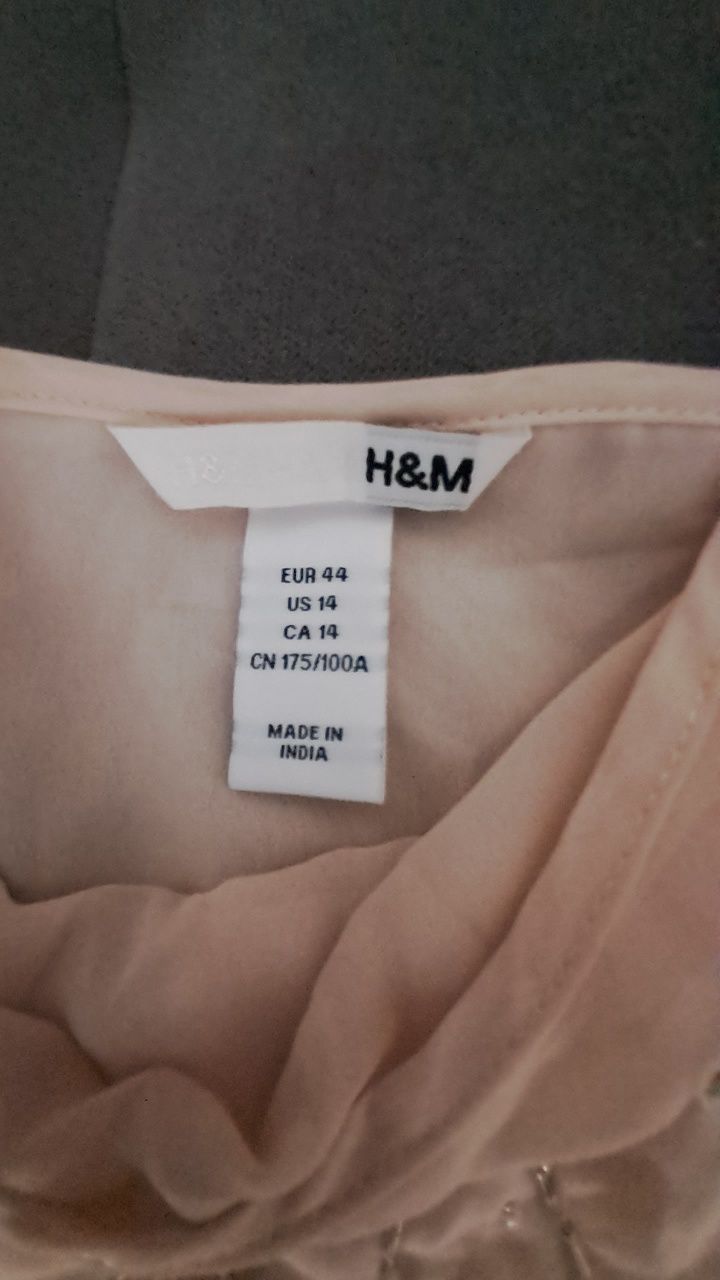 H&M
EUR 44
US 14
CA 14
CN 175/100A
MADE IN
INDIA